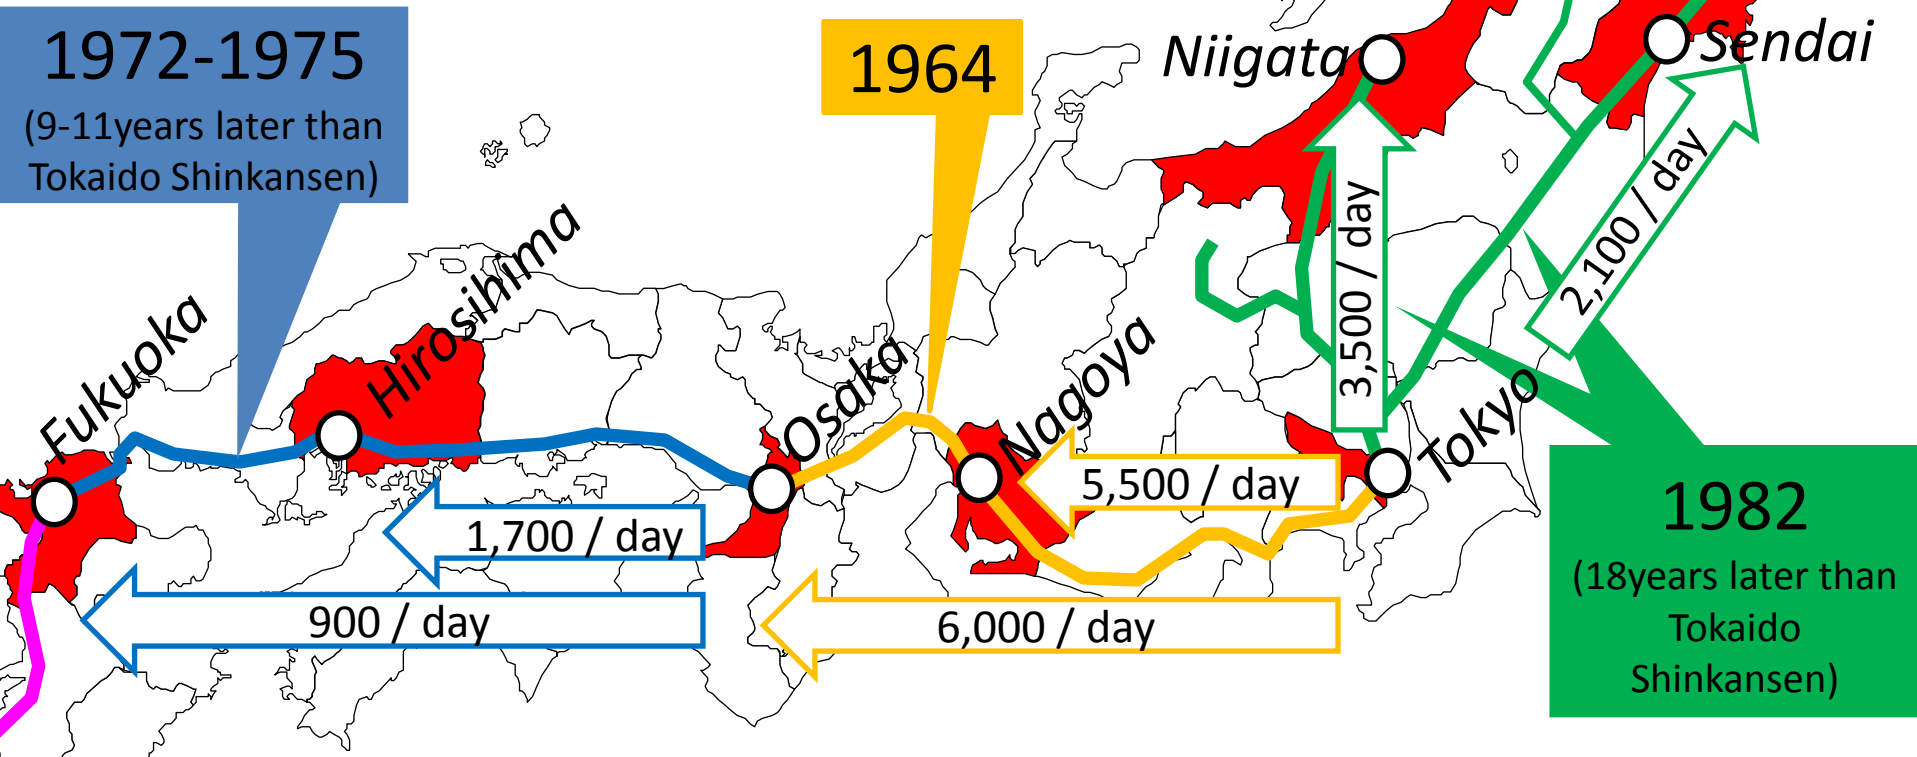 1972-1975
(9-11years later than
Tokaido Shinkansen)
1964
Niigata
Sendai
Fukuoka
Hirosihima
Osaka
Nagoya
Tokyo
3,500 / day
2,100 / day
5,500 / day
1,700 / day
900 / day
6,000 / day
1982
(18years later than
Tokaido
Shinkansen)